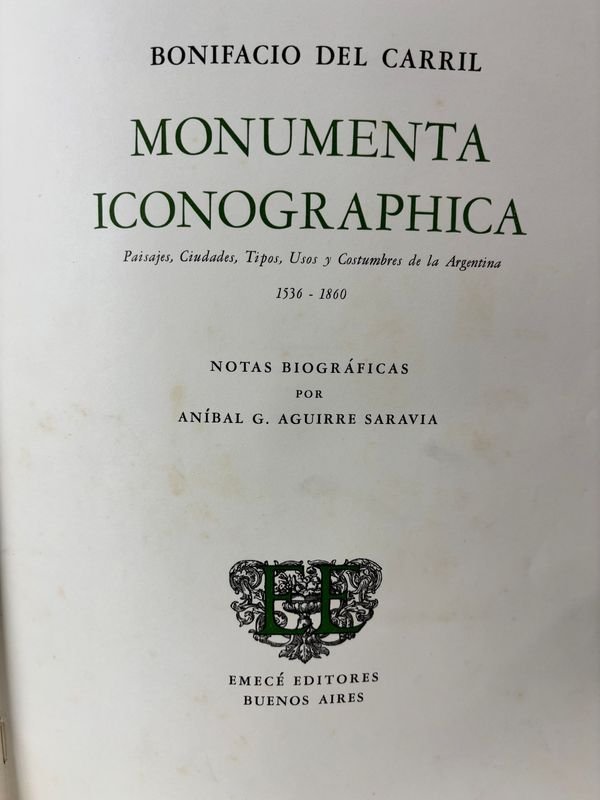 BONIFACIO DEL CARRIL
MONUMENTA
ICONOGRAPHICA
Paisajes, Ciudades, Tipos, Usos y Costumbres de la Argentina
1536 - 1860
NOTAS BIOGRÁFICAS
POR
ANÍBAL G. AGUIRRE SARAVIA
EE
EMECÉ EDITORES
BUENOS AIRES